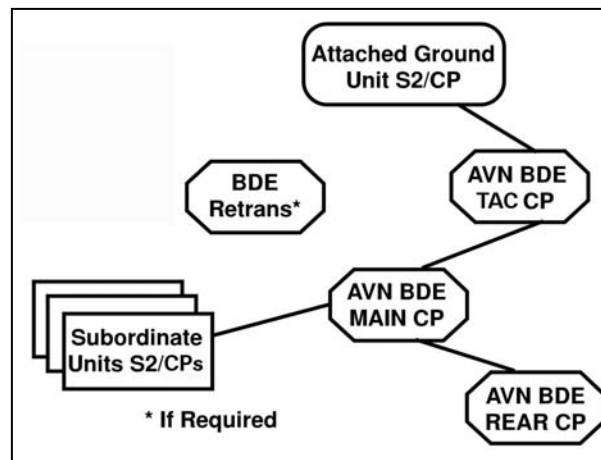 Attached Ground
Unit S2/CP
BDE
Retrans*
AVN BDE
TAC CP
AVN BDE
MAIN CP
Subordinate
Units S2/CPs
AVN BDE
REAR CP
* If Required